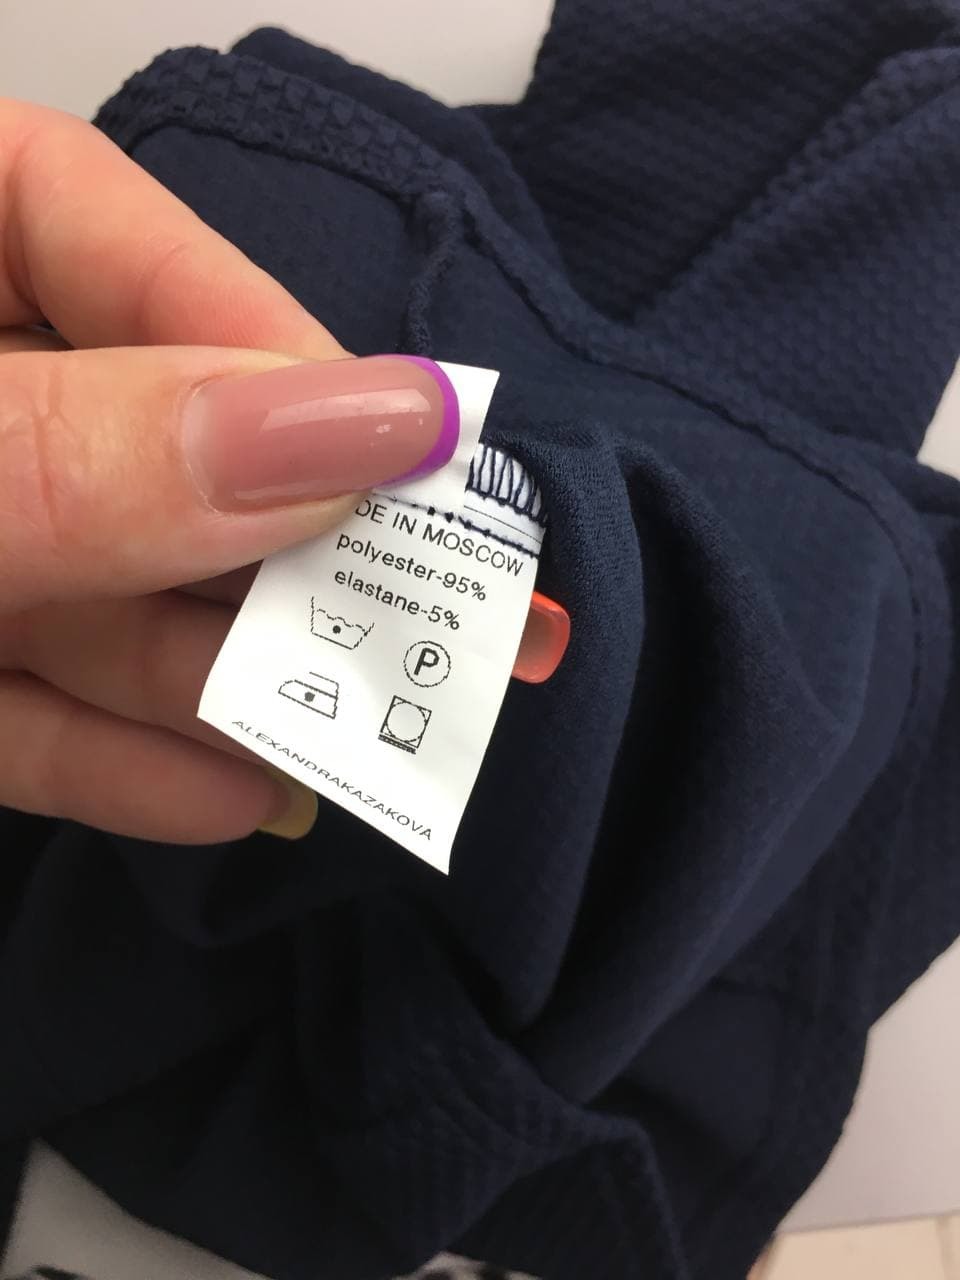 DE IN MOSCOW
polyester-95%
elastane-5%
P
ALEXANDRAKAZAKOVA